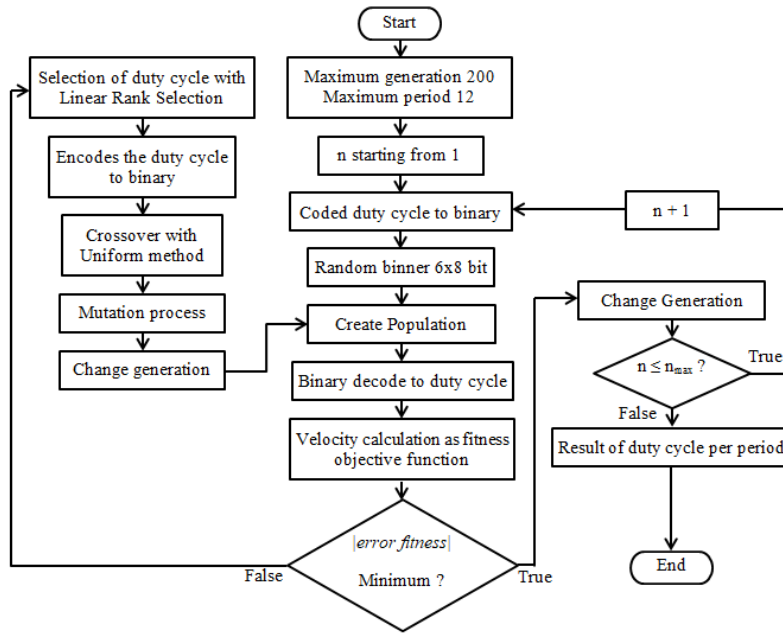 Start
Maximum generation 200
Maximum period 12
n starting from 1
Coded duty cycle to binary
Random binner 6x8 bit
Create Population
Binary decode to duty cycle
Velocity calculation as fitness
objective function
|error fitness|
Minimum ?
False
True
Selection of duty cycle with
Linear Rank Selection
Encodes the duty cycle
to binary
Crossover with
Uniform method
Mutation process
Change generation
n + 1
Change Generation
n ≤ nmax ?
True
False
Result of duty cycle per period
End